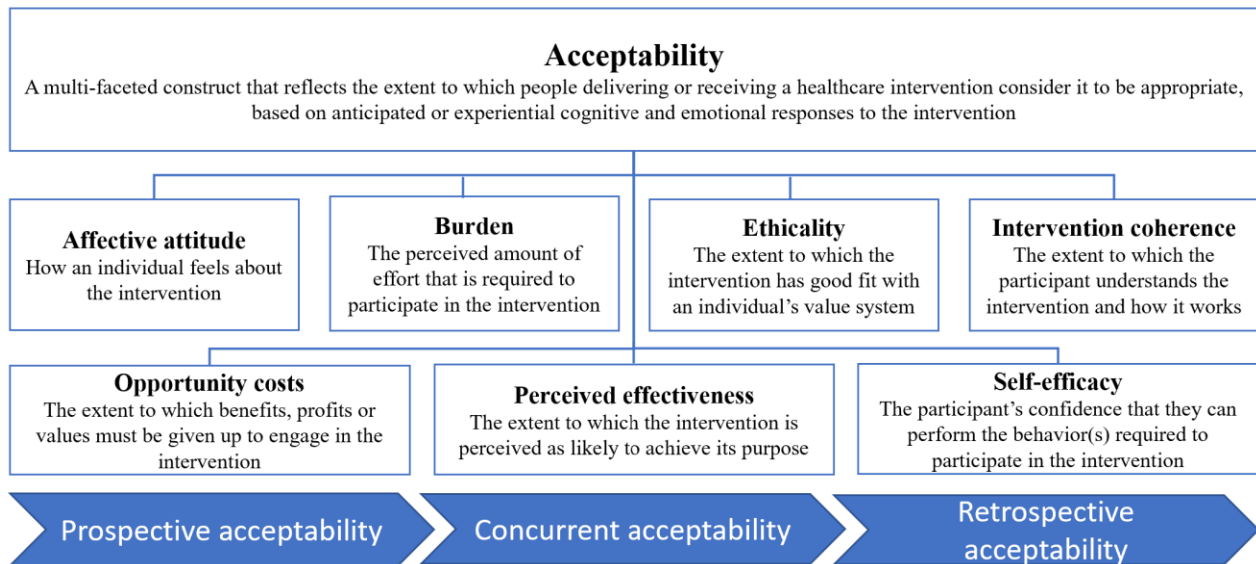 Acceptability
A multi-faceted construct that reflects the extent to which people delivering or receiving a healthcare intervention consider it to be appropriate,
based on anticipated or experiential cognitive and emotional responses to the intervention
Affective attitude
How an individual feels about
the intervention
Burden
The perceived amount of
effort that is required to
participate in the intervention
Ethicality
The extent to which the
intervention has good fit with
an individual's value system
Intervention coherence
The extent to which the
participant understands the
intervention and how it works
Opportunity costs
The extent to which benefits, profits or
values must be given up to engage in the
intervention
Perceived effectiveness
The extent to which the intervention is
perceived as likely to achieve its purpose
Self-efficacy
The participant's confidence that they can
perform the behavior(s) required to
participate in the intervention
Prospective acceptability
Concurrent acceptability
Retrospective
acceptability